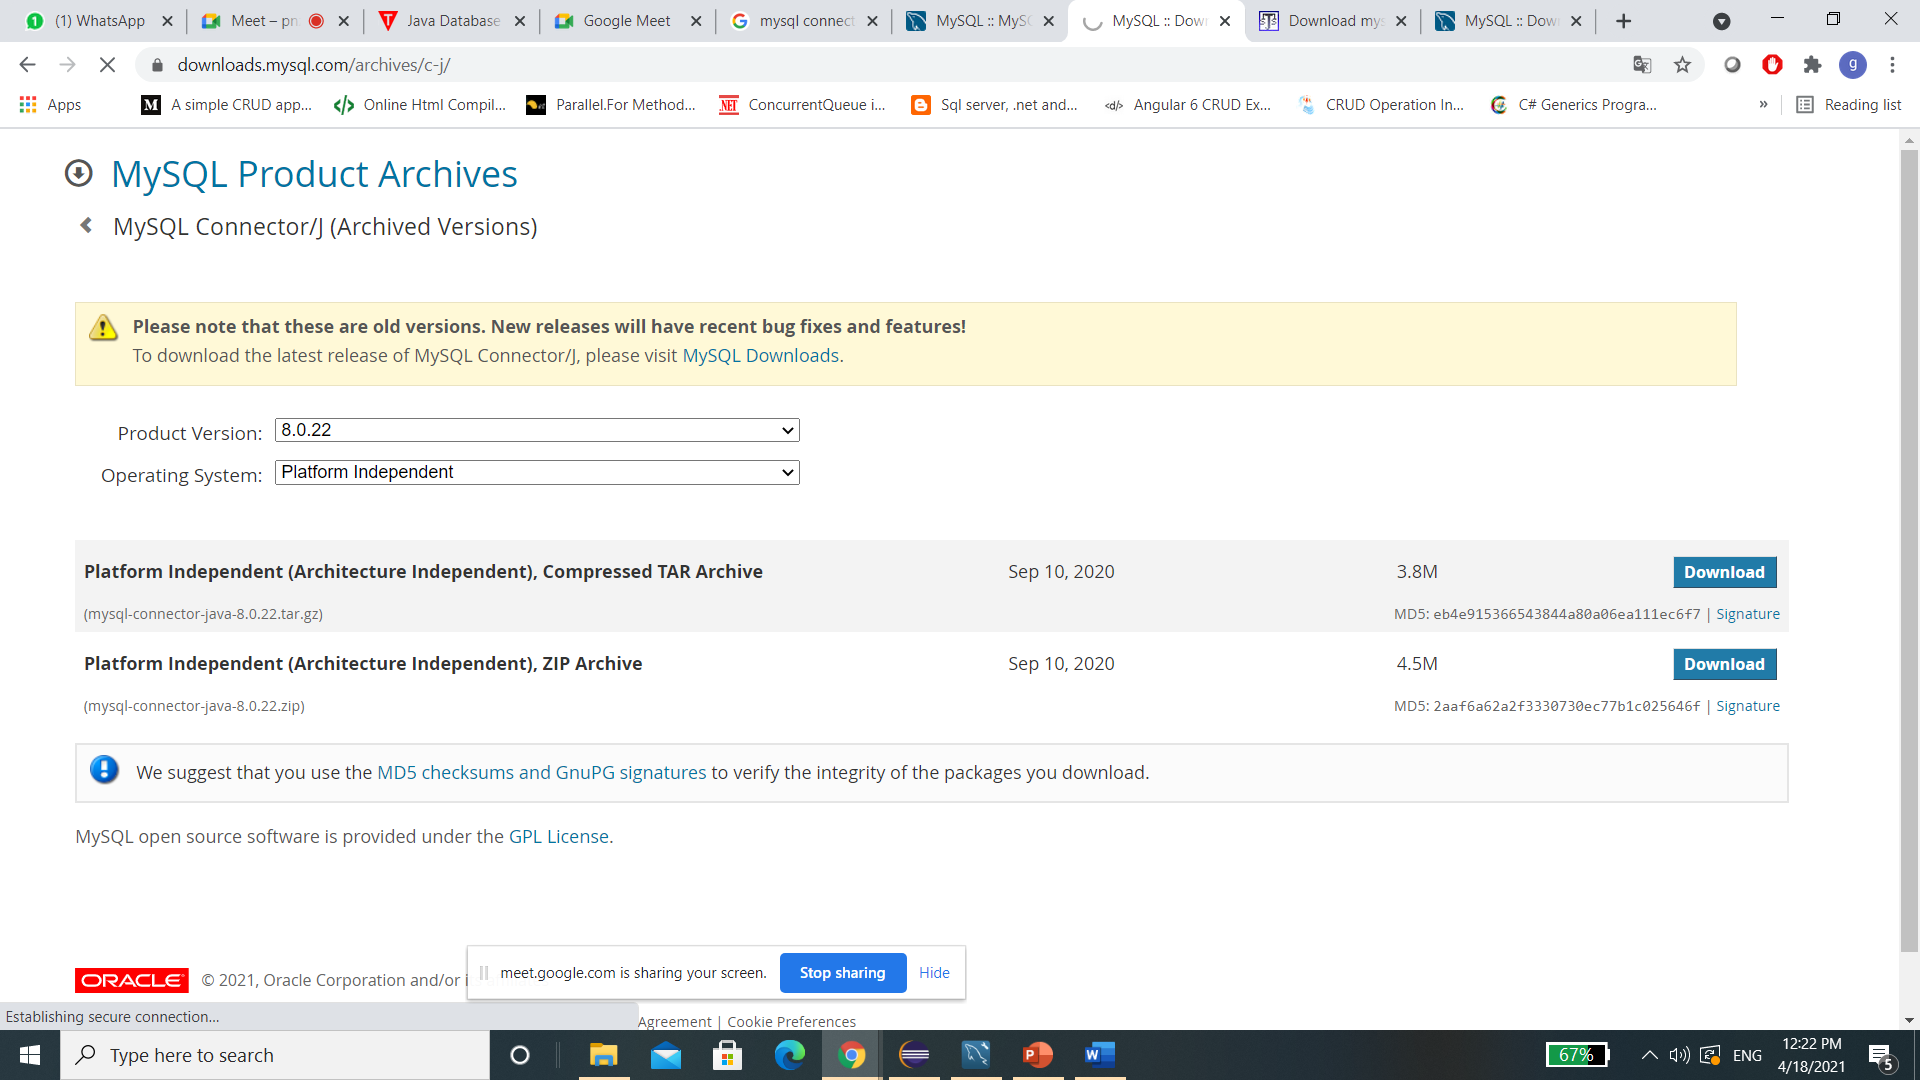 (1) WhatsApp
Meet – pn
Java Database
Google Meet
mysql connect
MySQL :: MyS
MySQL :: Dow
Download mys
MySQL :: Dow
downloads.mysql.com/archives/c-j/
g
Apps
M A simple CRUD app...
</> Online Html Compil...
Parallel.For Method...
.NET ConcurrentQueue i...
Sql server, .net and...
Angular 6 CRUD Ex...
CRUD Operation In...
C# Generics Progra...
»
Reading list
MySQL Product Archives
MySQL Connector/J (Archived Versions)
Please note that these are old versions. New releases will have recent bug fixes and features!
To download the latest release of MySQL Connector/J, please visit MySQL Downloads.
Product Version: 8.0.22
Operating System: Platform Independent
Platform Independent (Architecture Independent), Compressed TAR Archive Sep 10, 2020 3.8M Download
(mysql-connector-java-8.0.22.tar.gz) MD5: eb4e915366543844a80a06ea111ec6f7 | Signature
Platform Independent (Architecture Independent), ZIP Archive Sep 10, 2020 4.5M Download
(mysql-connector-java-8.0.22.zip) MD5: 2aaf6a62a2f3330730ec77b1c025646f | Signature
We suggest that you use the MD5 checksums and GnuPG signatures to verify the integrity of the packages you download.
MySQL open source software is provided under the GPL License.
ORACLE © 2021, Oracle Corporation and/or i
meet.google.com is sharing your screen. Stop sharing Hide
Establishing secure connection...
Agreement | Cookie Preferences
Type here to search
67%
ENG
12:22 PM
4/18/2021
5